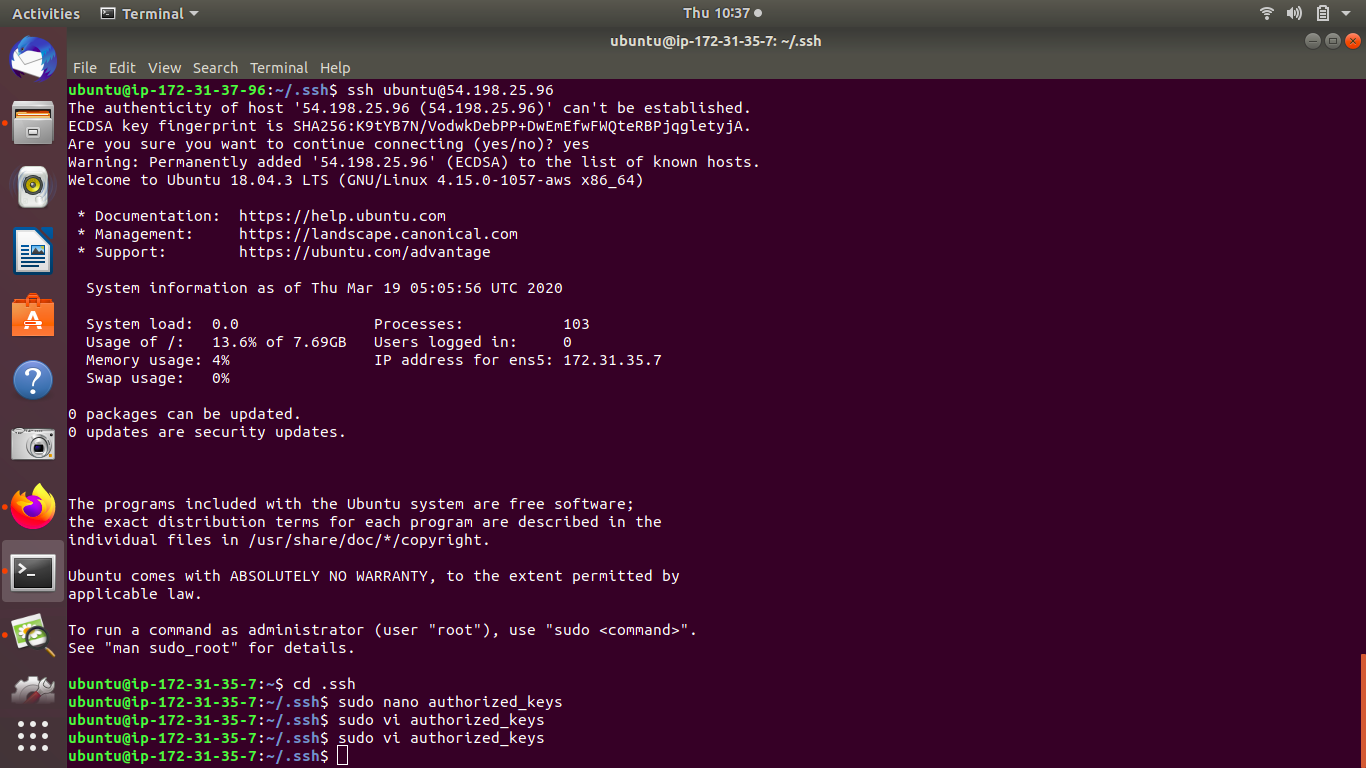 Activities Terminal Thu 10:37
ubuntu@ip-172-31-35-7: ~/.ssh
File Edit View Search Terminal Help
ubuntu@ip-172-31-37-96:~/.ssh$ ssh ubuntu@54.198.25.96
The authenticity of host '54.198.25.96 (54.198.25.96)' can't be established.
ECDSA key fingerprint is SHA256:K9tYB7N/VodwkDebPP+DwEmEfwFWQteRBPjqgletyjA.
Are you sure you want to continue connecting (yes/no)? yes
Warning: Permanently added '54.198.25.96' (ECDSA) to the list of known hosts.
Welcome to Ubuntu 18.04.3 LTS (GNU/Linux 4.15.0-1057-aws x86_64)
* Documentation: https://help.ubuntu.com
* Management: https://landscape.canonical.com
* Support: https://ubuntu.com/advantage
System information as of Thu Mar 19 05:05:56 UTC 2020
System load: 0.0 Processes: 103
Usage of /: 13.6% of 7.69GB Users logged in: 0
Memory usage: 4% IP address for ens5: 172.31.35.7
Swap usage: 0%
0 packages can be updated.
0 updates are security updates.
The programs included with the Ubuntu system are free software;
the exact distribution terms for each program are described in the
individual files in /usr/share/doc/*/copyright.
Ubuntu comes with ABSOLUTELY NO WARRANTY, to the extent permitted by
applicable law.
To run a command as administrator (user "root"), use "sudo <command>".
See "man sudo_root" for details.
ubuntu@ip-172-31-35-7:~$ cd .ssh
ubuntu@ip-172-31-35-7:~/.ssh$ sudo nano authorized_keys
ubuntu@ip-172-31-35-7:~/.ssh$ sudo vi authorized_keys
ubuntu@ip-172-31-35-7:~/.ssh$ sudo vi authorized_keys
ubuntu@ip-172-31-35-7:~/.ssh$